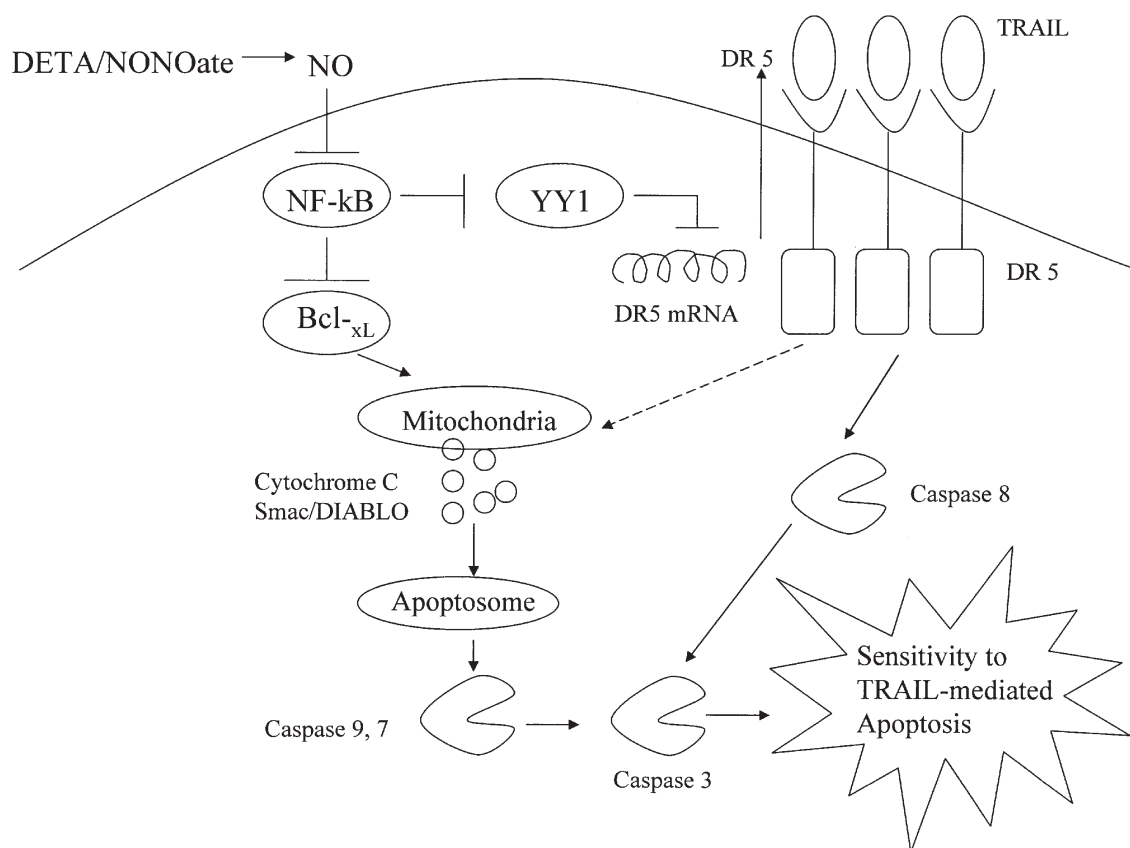 TRAIL
DR 5
DETA/NONOate
NO
NF-kB
YY1
DR 5
DR5 mRNA
Bcl-xL
Mitochondria
Cytochrome C
Smac/DIABLO
Caspase 8
Apoptosome
Sensitivity to
TRAIL-mediated
Apoptosis
Caspase 9, 7
Caspase 3